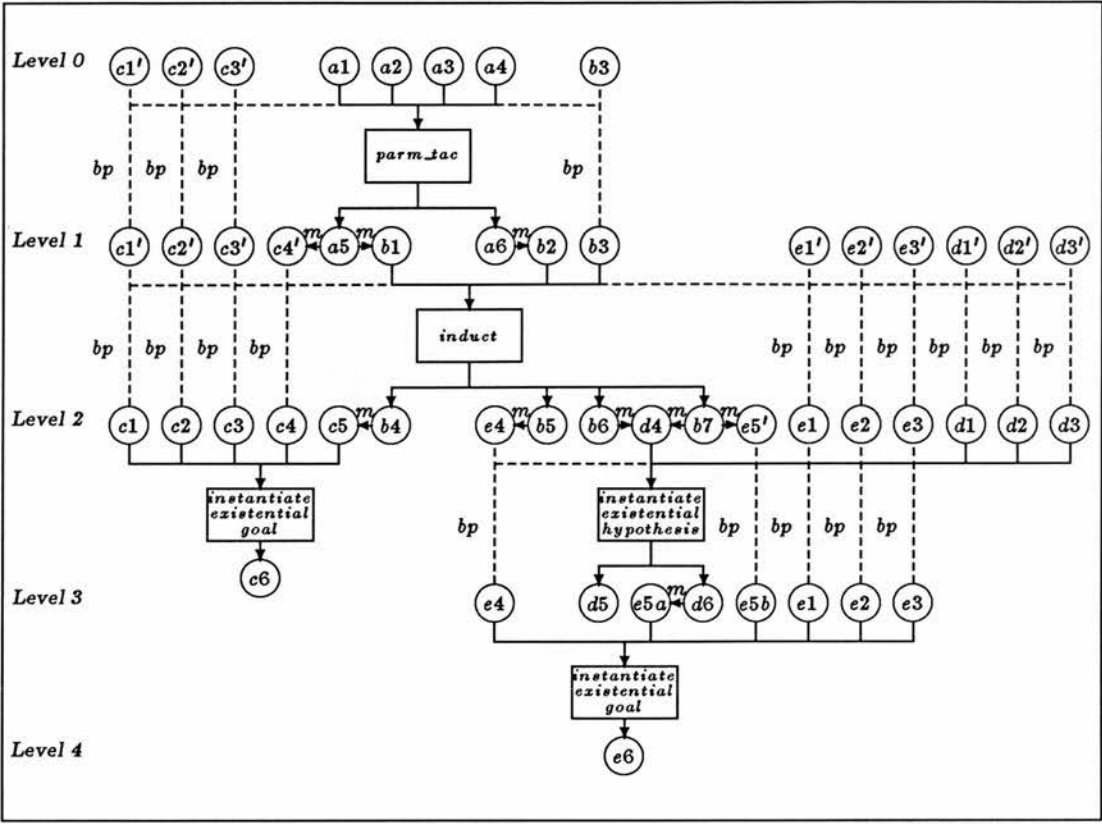 Level 0 c1' c2' c3' a1 a2 a3 a4 b3
parm_tac
bp bp bp bp
Level 1 c1' c2' c3' c4' m a5 m b1 a6 m b2 b3 e1' e2' e3' d1' d2' d3'
induct
bp bp bp bp bp bp bp bp bp bp
Level 2 c1 c2 c3 c4 c5 m b4 e4 m b5 b6 m d4 m b7 m e5' e1 e2 e3 d1 d2 d3
instantiate
existential
goal
instantiate
existential
hypothesis
bp bp bp bp bp
c6
Level 3 e4 d5 e5a m d6 e5b e1 e2 e3
instantiate
existential
goal
Level 4 e6